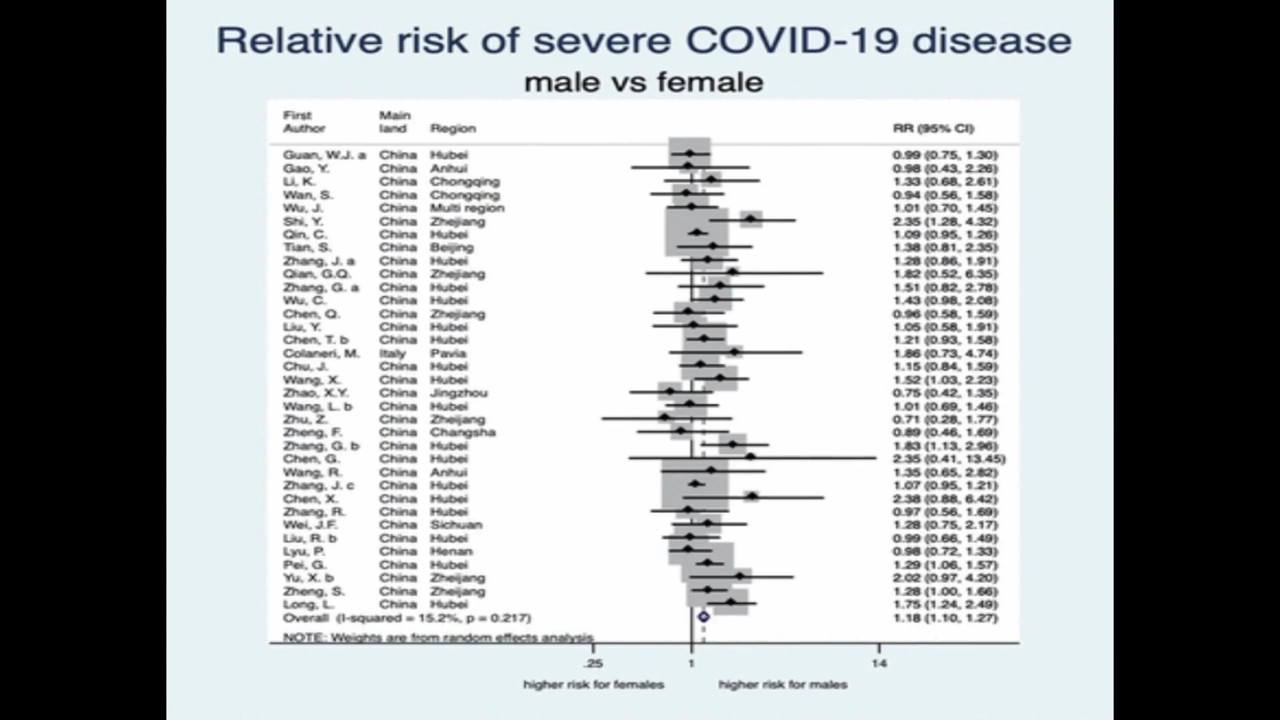 Relative risk of severe COVID-19 disease
male vs female
First Author Main land Region RR (95% CI)
Guan, W.J. a China Hubei 0.99 (0.75, 1.30)
Gao, Y. China Anhui 0.98 (0.43, 2.26)
Li, K. China Chongqing 1.33 (0.68, 2.61)
Wan, S. China Chongqing 0.94 (0.56, 1.58)
Wu, J. China Multi region 1.01 (0.70, 1.45)
Shi, Y. China Zhejiang 2.35 (1.28, 4.32)
Qin, C. China Hubei 1.09 (0.95, 1.26)
Tian, S. China Beijing 1.38 (0.81, 2.35)
Zhang, J. a China Hubei 1.28 (0.86, 1.91)
Qian, G.Q. China Zhejiang 1.82 (0.52, 6.35)
Zhang, G. a China Hubei 1.51 (0.82, 2.78)
Wu, C. China Hubei 1.43 (0.98, 2.08)
Chen, Q. China Zhejiang 0.96 (0.58, 1.59)
Liu, Y. China Hubei 1.05 (0.58, 1.91)
Chen, T. b China Hubei 1.21 (0.93, 1.58)
Colaneri, M. Italy Pavia 1.86 (0.73, 4.74)
Chu, J. China Hubei 1.15 (0.84, 1.59)
Wang, X. China Hubei 1.52 (1.03, 2.23)
Zhao, X.Y. China Jingzhou 0.75 (0.42, 1.35)
Wang, L. b China Hubei 1.01 (0.69, 1.46)
Zhu, Z. China Zheijang 0.71 (0.28, 1.77)
Zheng, F. China Changsha 0.89 (0.46, 1.69)
Zhang, G. b China Hubei 1.83 (1.13, 2.96)
Chen, G. China Hubei 2.35 (0.41, 13.45)
Wang, R. China Anhui 1.35 (0.65, 2.82)
Zhang, J. c China Hubei 1.07 (0.95, 1.21)
Chen, X. China Hubei 2.38 (0.88, 6.42)
Zhang, R. China Hubei 0.97 (0.56, 1.69)
Wei, J.F. China Sichuan 1.28 (0.75, 2.17)
Liu, R. b China Hubei 0.99 (0.66, 1.49)
Lyu, P. China Henan 0.98 (0.72, 1.33)
Pei, G. China Hubei 1.29 (1.06, 1.57)
Yu, X. b China Zheijang 2.02 (0.97, 4.20)
Zheng, S. China Zheijang 1.28 (1.00, 1.66)
Long, L. China Hubei 1.75 (1.24, 2.49)
Overall (I-squared = 15.2%, p = 0.217) 1.18 (1.10, 1.27)
NOTE: Weights are from random effects analysis
.25 1 14
higher risk for females higher risk for males